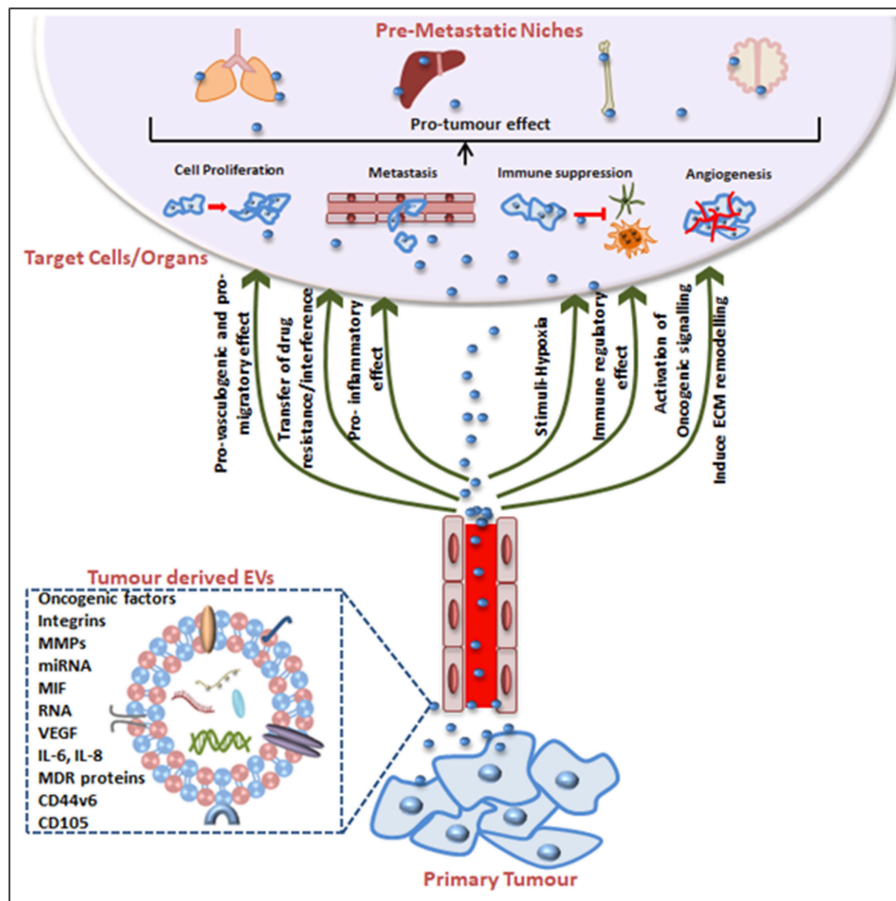 Pre-Metastatic Niches
Pro-tumour effect
Cell Proliferation
Metastasis
Immune suppression
Angiogenesis
Target Cells/Organs
Pro-vasculogenic and pro-
migratory effect
Transfer of drug
resistance/interference
Pro- inflammatory
effect
Stimuli-Hypoxia
Immune regulatory
effect
Activation of
Oncogenic signalling
Induce ECM remodelling
Tumour derived EVs
Oncogenic factors
Integrins
MMPs
miRNA
MIF
RNA
VEGF
IL-6, IL-8
MDR proteins
CD44v6
CD105
Primary Tumour